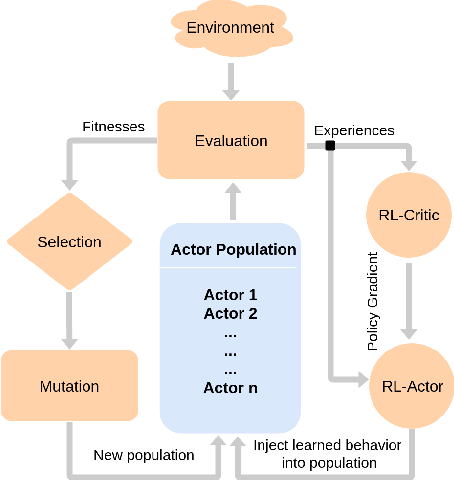 Environment
Fitnesses
Evaluation
Experiences
Selection
Actor Population
RL-Critic
Actor 1
Actor 2
...
...
...
Actor n
Policy Gradient
Mutation
RL-Actor
New population
Inject learned behavior
into population